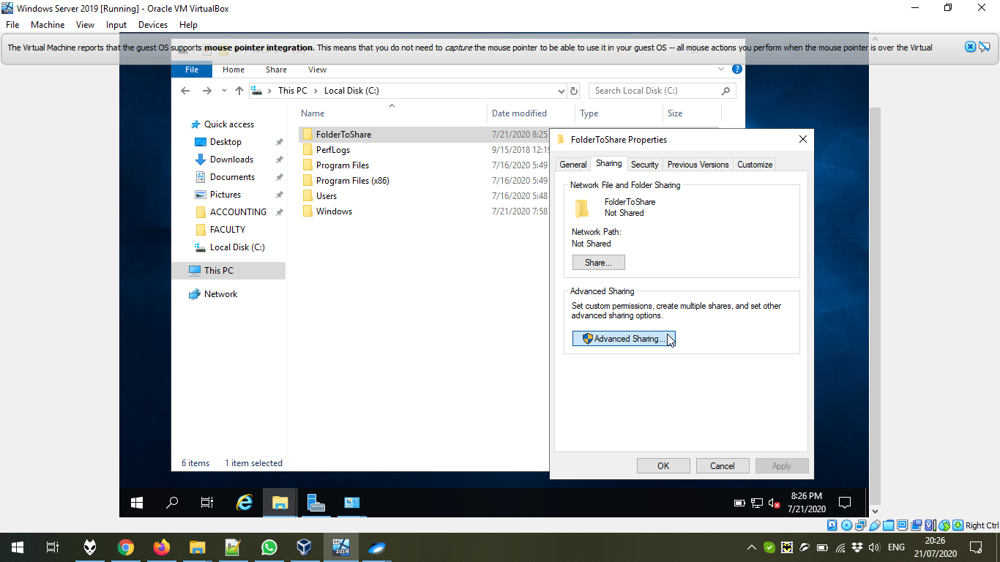 Windows Server 2019 [Running] - Oracle VM VirtualBox
File Machine View Input Devices Help
The Virtual Machine reports that the guest OS supports mouse pointer integration. This means that you do not need to capture the mouse pointer to be able to use it in your guest OS -- all mouse actions you perform when the mouse pointer is over the Virtual
File Home Share View
This PC Local Disk (C:)
Search Local Disk (C:)
Name Date modified Type Size
Quick access
Desktop
Downloads
Documents
Pictures
ACCOUNTING
FACULTY
Local Disk (C:)
This PC
Network
FolderToShare 7/21/2020 8:25
PerfLogs 9/15/2018 12:19
Program Files 7/16/2020 5:49
Program Files (x86) 7/16/2020 5:49
Users 7/16/2020 5:48
Windows 7/21/2020 7:58
6 items 1 item selected
FolderToShare Properties
General Sharing Security Previous Versions Customize
Network File and Folder Sharing
FolderToShare
Not Shared
Network Path:
Not Shared
Share...
Advanced Sharing
Set custom permissions, create multiple shares, and set other
advanced sharing options.
Advanced Sharing...
OK Cancel Apply
8:26 PM
7/21/2020
Right Ctrl
2019
ENG
20:26
21/07/2020